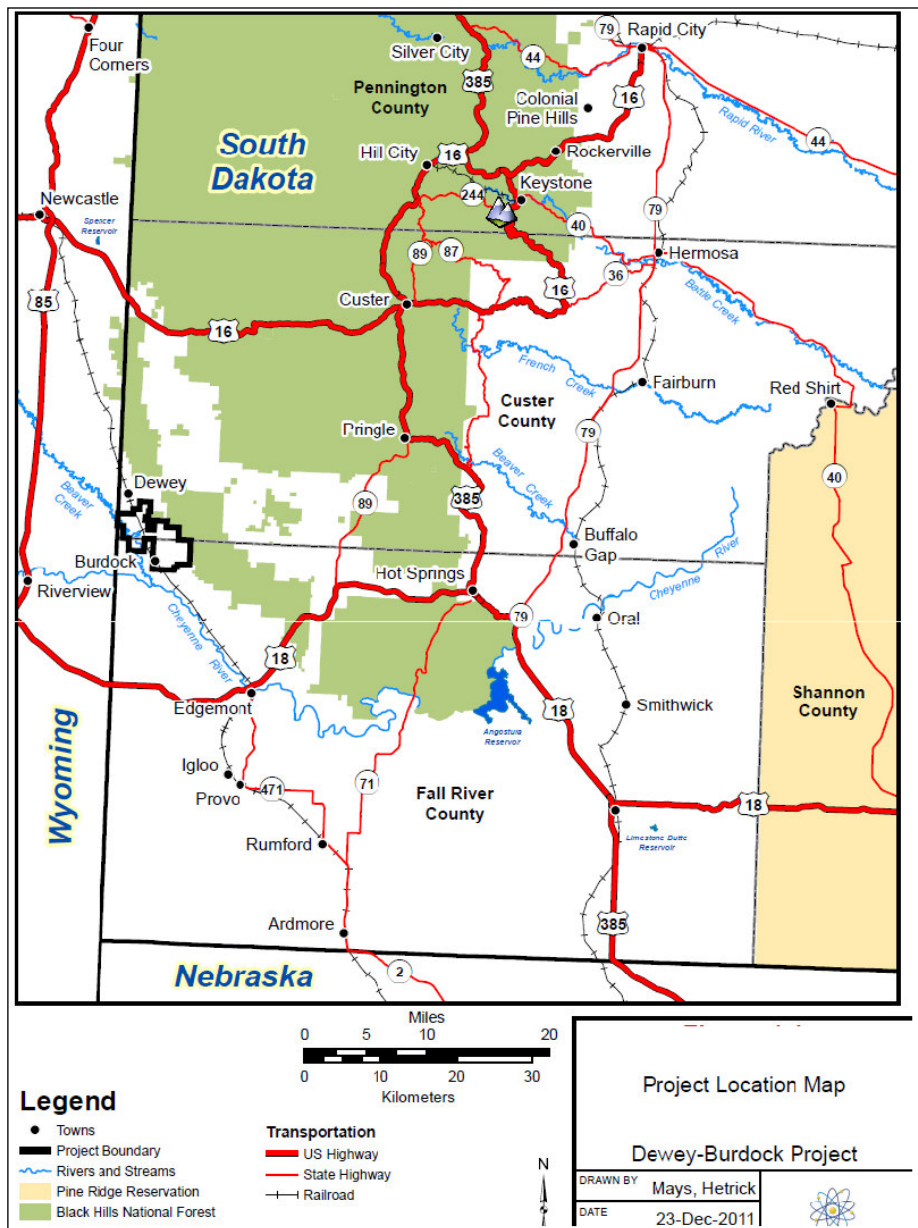 Four
Corners
Silver City
79
Rapid City
44
385
Pennington
County
Colonial
Pine Hills
16
Rapid River
44
South
Dakota
Hill City
16
Rockerville
Keystone
244
Newcastle
Spencer
Reservoir
40
79
89
87
Hermosa
36
85
16
Custer
16
Battle Creek
French Creek
Fairburn
Red Shirt
Custer
County
79
Pringle
40
Beaver Creek
Dewey
Beaver
Creek
385
89
Buffalo
Gap
Burdock
Hot Springs
Cheyenne River
Riverview
79
Oral
Cheyenne River
18
Edgemont
18
Smithwick
Shannon
County
Angostura
Reservoir
Wyoming
Igloo
Provo
471
71
Fall River
County
18
Rumford
Reservoir
Ardmore
385
Nebraska
2
Miles
0 5 10 20
0 10 20 30
Kilometers
Legend
Towns
Project Boundary
Rivers and Streams
Pine Ridge Reservation
Black Hills National Forest
Transportation
US Highway
State Highway
Railroad
N
Project Location Map
Dewey-Burdock Project
DRAWN BY Mays, Hetrick
DATE 23-Dec-2011